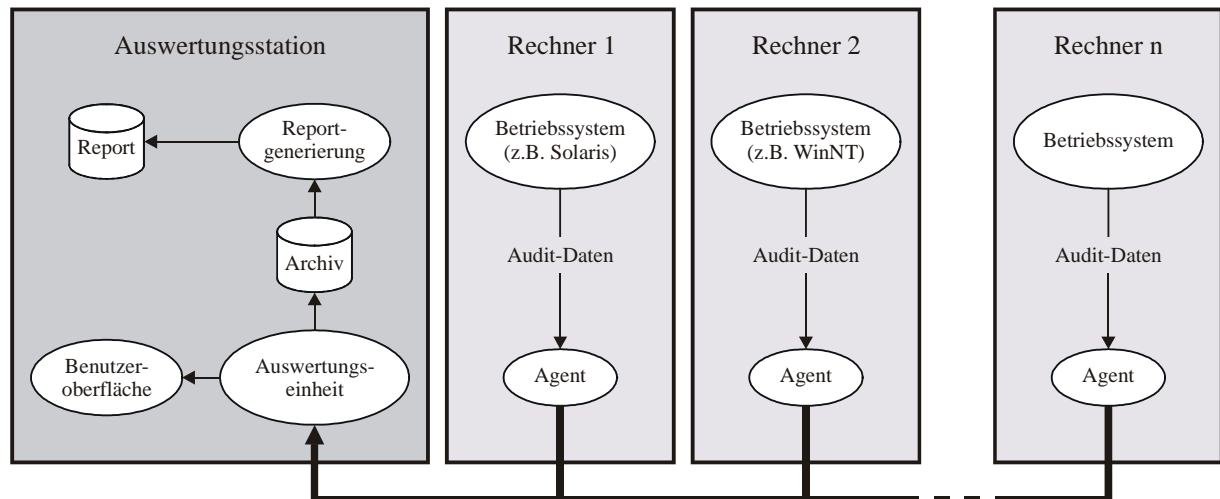 Auswertungsstation
Report
Report-
generierung
Archiv
Benutzer-
oberfläche
Auswertungs-
einheit
Rechner 1
Betriebssystem
(z.B. Solaris)
Audit-Daten
Agent
Rechner 2
Betriebssystem
(z.B. WinNT)
Audit-Daten
Agent
Rechner n
Betriebssystem
Audit-Daten
Agent